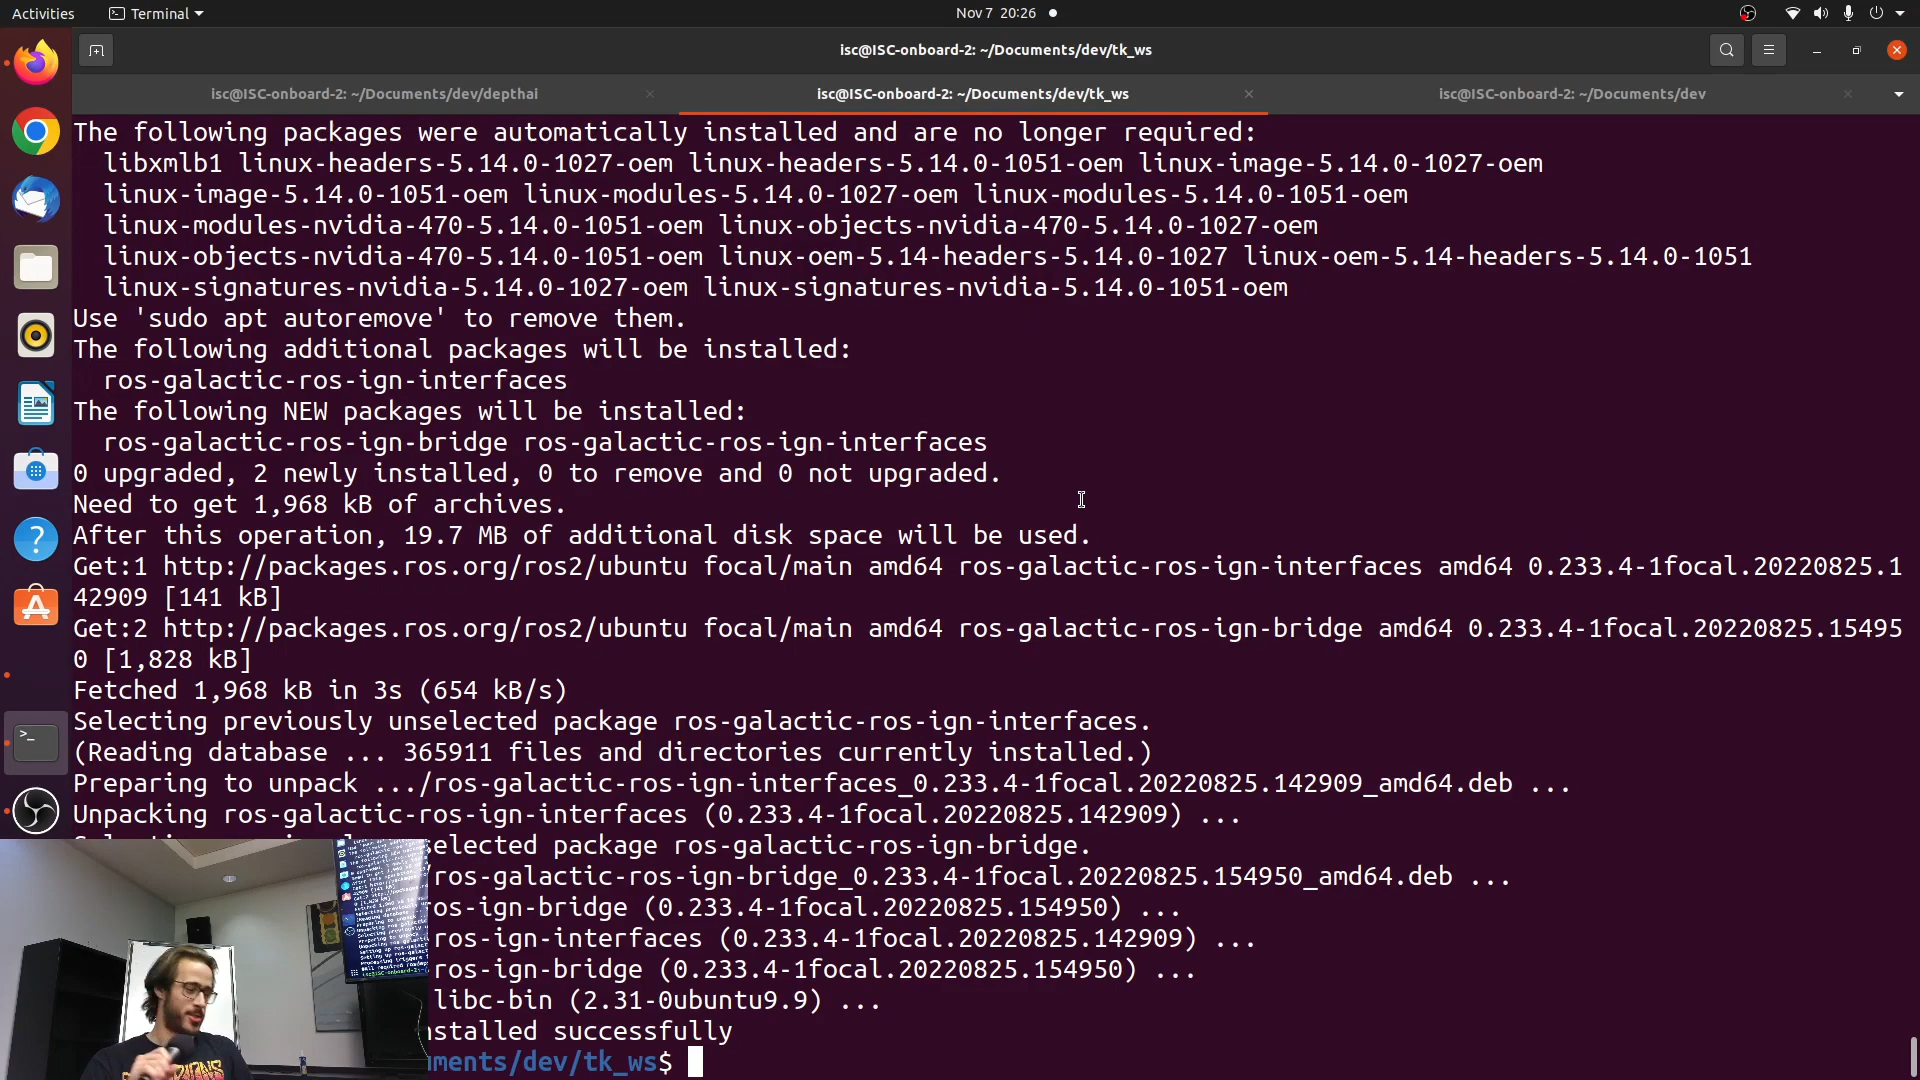 Activities
Terminal
Nov 7 20:26
isc@ISC-onboard-2: ~/Documents/dev/tk_ws
isc@ISC-onboard-2: ~/Documents/dev/depthai
isc@ISC-onboard-2: ~/Documents/dev/tk_ws
isc@ISC-onboard-2: ~/Documents/dev
The following packages were automatically installed and are no longer required:
libxmlb1 linux-headers-5.14.0-1027-oem linux-headers-5.14.0-1051-oem linux-image-5.14.0-1027-oem
linux-image-5.14.0-1051-oem linux-modules-5.14.0-1027-oem linux-modules-5.14.0-1051-oem
linux-modules-nvidia-470-5.14.0-1051-oem linux-objects-nvidia-470-5.14.0-1027-oem
linux-objects-nvidia-470-5.14.0-1051-oem linux-oem-5.14-headers-5.14.0-1027 linux-oem-5.14-headers-5.14.0-1051
linux-signatures-nvidia-5.14.0-1027-oem linux-signatures-nvidia-5.14.0-1051-oem
Use 'sudo apt autoremove' to remove them.
The following additional packages will be installed:
ros-galactic-ros-ign-interfaces
The following NEW packages will be installed:
ros-galactic-ros-ign-bridge ros-galactic-ros-ign-interfaces
0 upgraded, 2 newly installed, 0 to remove and 0 not upgraded.
Need to get 1,968 kB of archives.
After this operation, 19.7 MB of additional disk space will be used.
Get:1 http://packages.ros.org/ros2/ubuntu focal/main amd64 ros-galactic-ros-ign-interfaces amd64 0.233.4-1focal.20220825.1
42909 [141 kB]
Get:2 http://packages.ros.org/ros2/ubuntu focal/main amd64 ros-galactic-ros-ign-bridge amd64 0.233.4-1focal.20220825.15495
0 [1,828 kB]
Fetched 1,968 kB in 3s (654 kB/s)
Selecting previously unselected package ros-galactic-ros-ign-interfaces.
(Reading database ... 365911 files and directories currently installed.)
Preparing to unpack .../ros-galactic-ros-ign-interfaces_0.233.4-1focal.20220825.142909_amd64.deb ...
Unpacking ros-galactic-ros-ign-interfaces (0.233.4-1focal.20220825.142909) ...
elected package ros-galactic-ros-ign-bridge.
ros-galactic-ros-ign-bridge_0.233.4-1focal.20220825.154950_amd64.deb ...
os-ign-bridge (0.233.4-1focal.20220825.154950) ...
ros-ign-interfaces (0.233.4-1focal.20220825.142909) ...
ros-ign-bridge (0.233.4-1focal.20220825.154950) ...
libc-bin (2.31-0ubuntu9.9) ...
nstalled successfully
ments/dev/tk_ws$